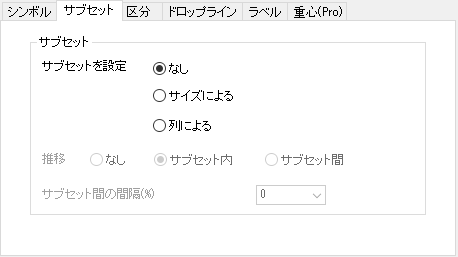 シンボル サブセット 区分 ドロップライン ラベル 重心(Pro)
サブセット
サブセットを設定 なし
サイズによる
列による
推移 なし サブセット内 サブセット間
サブセット間の間隔(%) 0